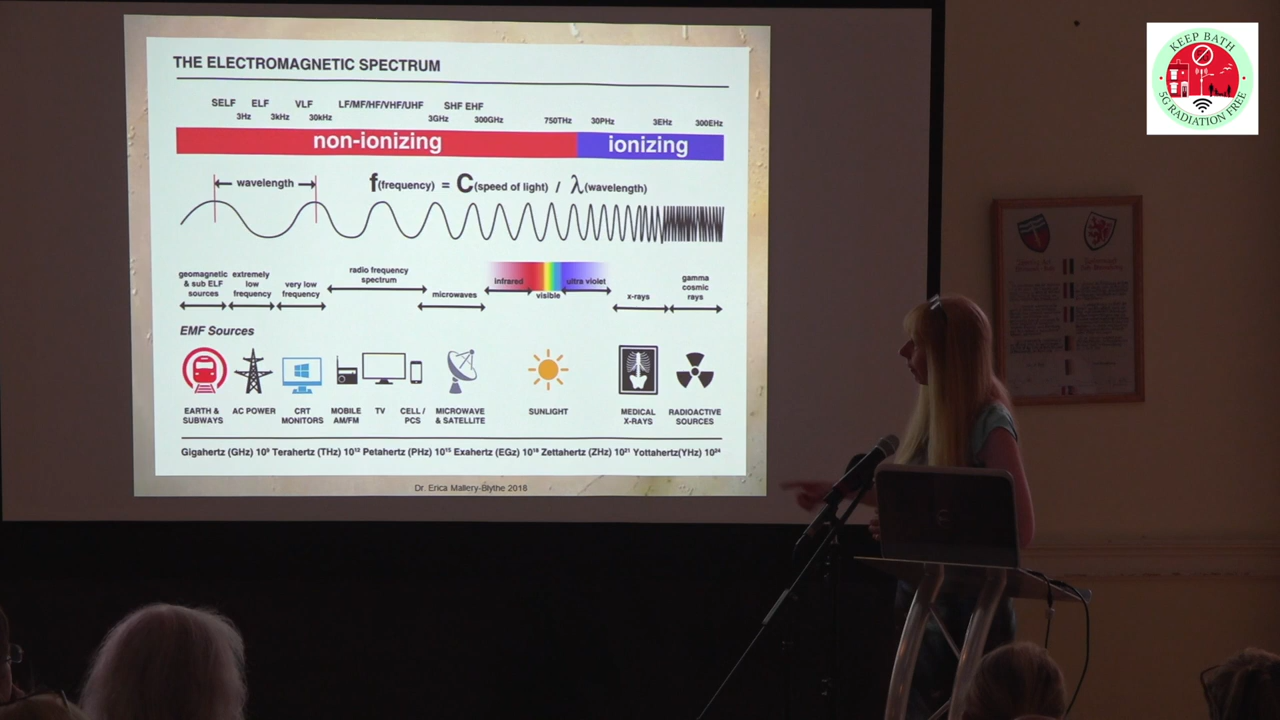 THE ELECTROMAGNETIC SPECTRUM
SELF ELF VLF LF/MF/HF/VHF/UHF SHF EHF
3Hz 3kHz 30kHz 3GHz 300GHz 750THz 30PHz 3EHz 300EHz
non-ionizing ionizing
wavelength f(frequency) = C(speed of light) / λ(wavelength)
geomagnetic
& sub ELF
sources
extremely
low
frequency
very low
frequency
radio frequency
spectrum
microwaves
infrared
visible
ultra violet
x-rays
gamma
cosmic
rays
EMF Sources
EARTH &
SUBWAYS
AC POWER
CRT
MONITORS
MOBILE
AM/FM
TV
CELL /
PCS
MICROWAVE
& SATELLITE
SUNLIGHT
MEDICAL
X-RAYS
RADIOACTIVE
SOURCES
Gigahertz (GHz) 10⁹ Terahertz (THz) 10¹² Petahertz (PHz) 10¹⁵ Exahertz (EGz) 10¹⁸ Zettahertz (ZHz) 10²¹ Yottahertz(YHz) 10²⁴
Dr. Erica Mallery-Blythe 2018
KEEP BATH
5G RADIATION FREE